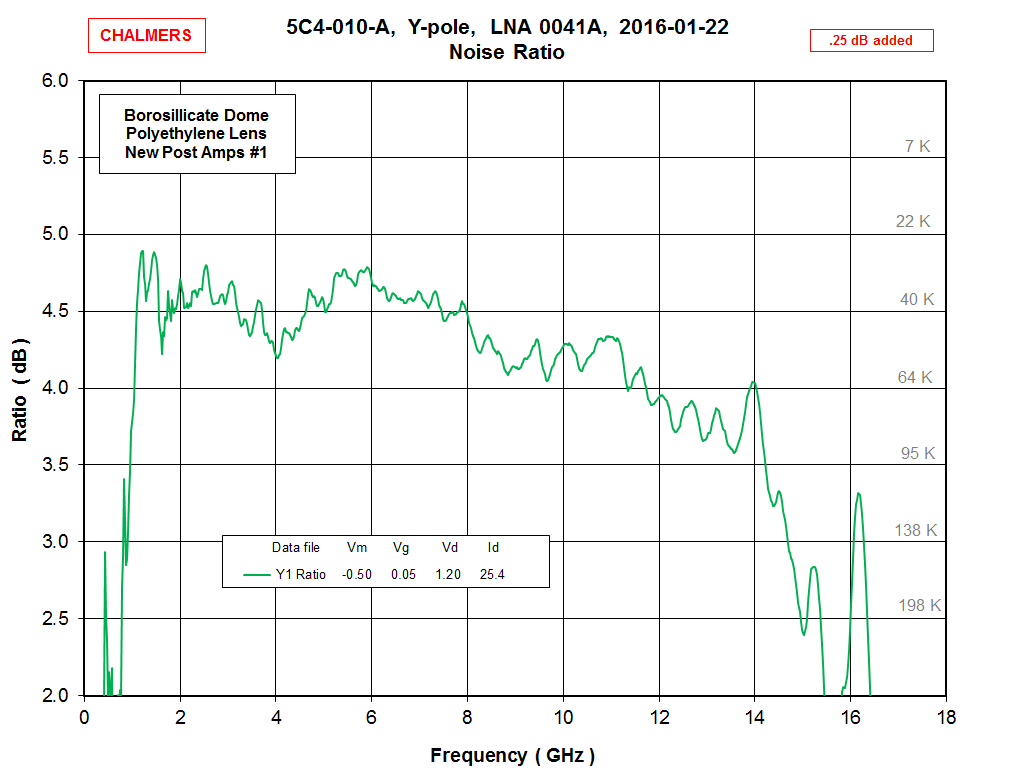 CHALMERS
5C4-010-A, Y-pole, LNA 0041A, 2016-01-22
Noise Ratio
.25 dB added
Borosillicate Dome
Polyethylene Lens
New Post Amps #1
6.0
5.5
5.0
4.5
4.0
3.5
3.0
2.5
2.0
Ratio ( dB )
7 K
22 K
40 K
64 K
95 K
138 K
198 K
Data file Vm Vg Vd Id
Y1 Ratio -0.50 0.05 1.20 25.4
0 2 4 6 8 10 12 14 16 18
Frequency ( GHz )